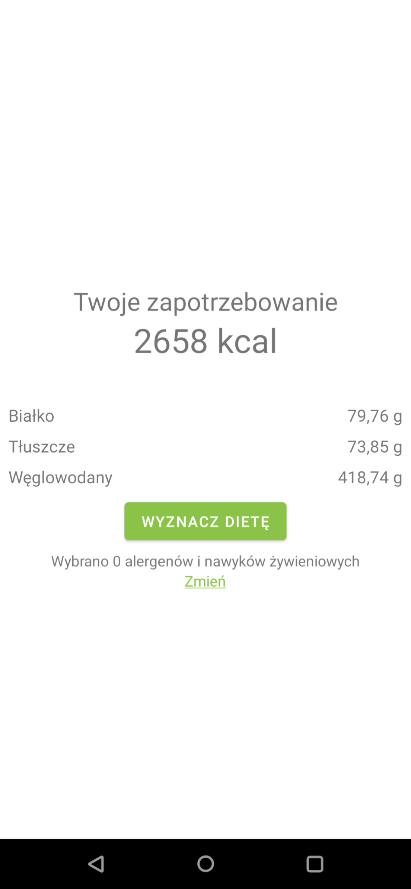 Twoje zapotrzebowanie
2658 kcal
Białko 79,76 g
Tłuszcze 73,85 g
Węglowodany 418,74 g
WYZNACZ DIETĘ
Wybrano 0 alergenów i nawyków żywieniowych
Zmień